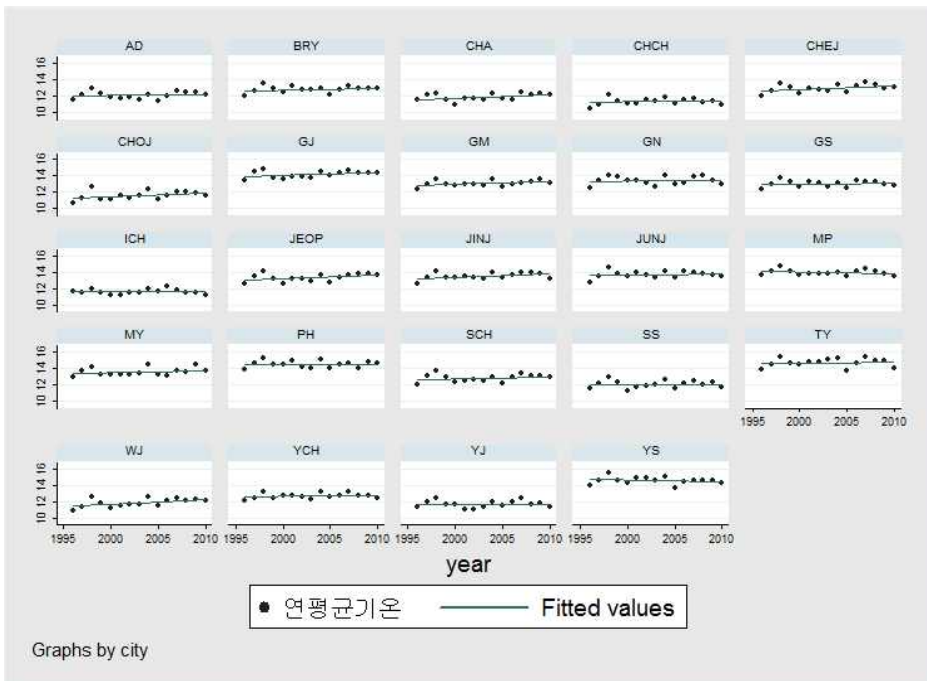 AD BRY CHA CHCH CHEJ
10 12 14 16
CHOJ GJ GM GN GS
10 12 14 16
ICH JEOP JINJ JUNJ MP
10 12 14 16
MY PH SCH SS TY
10 12 14 16
1995 2000 2005 2010
WJ YCH YJ YS
10 12 14 16
1995 2000 2005 2010 1995 2000 2005 2010 1995 2000 2005 2010 1995 2000 2005 2010
year
연평균기온 Fitted values
Graphs by city